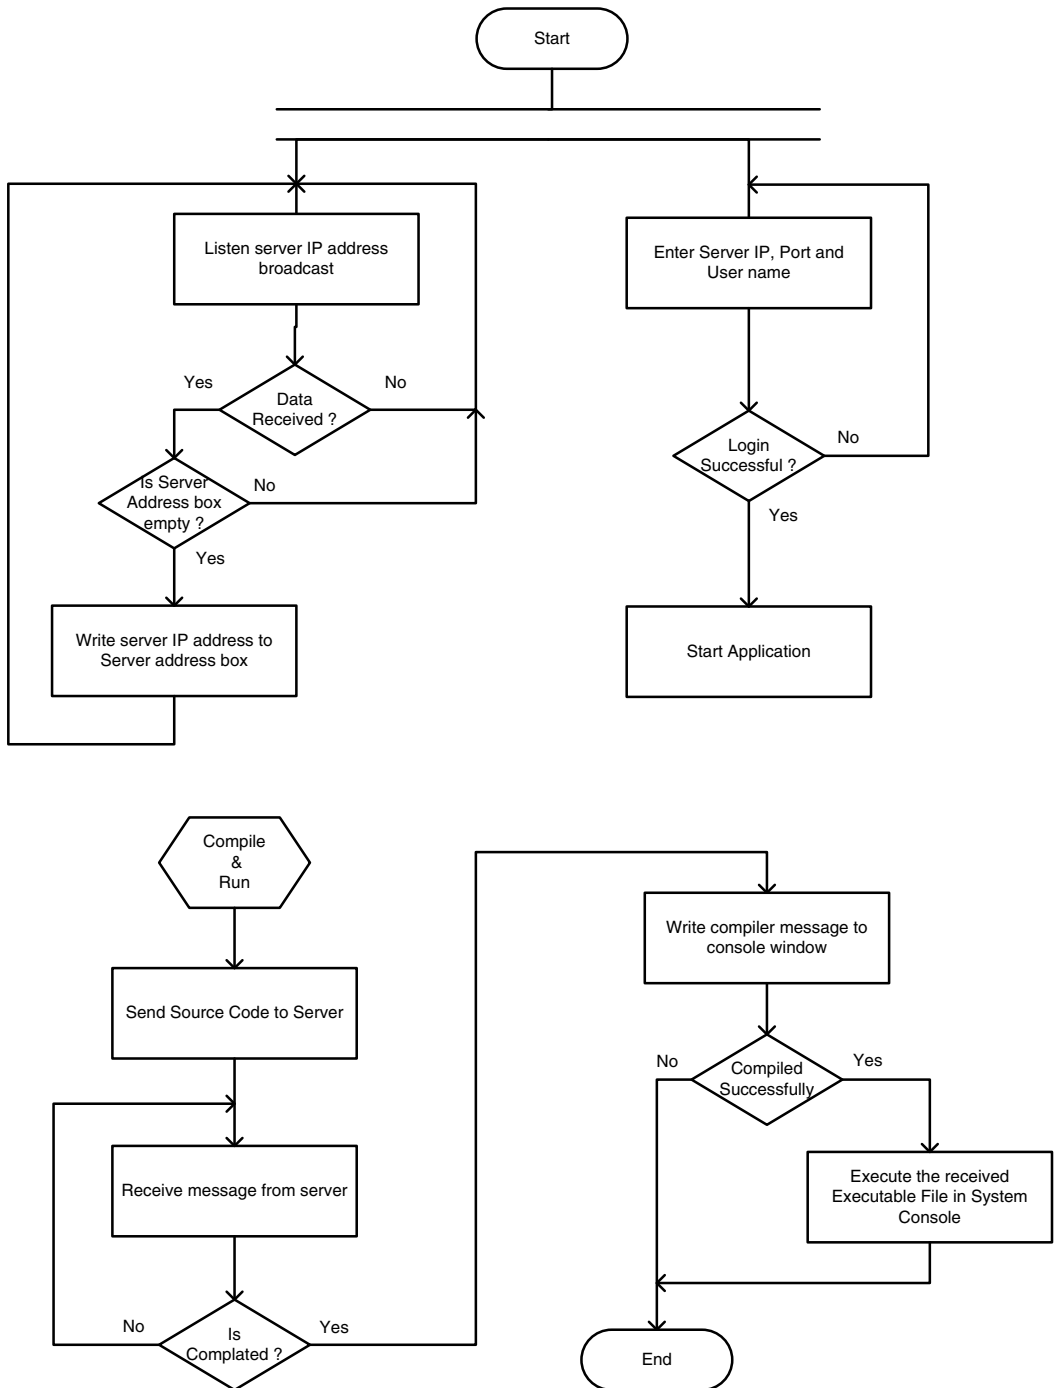 Start
Listen server IP address
broadcast
Enter Server IP, Port and
User name
Yes
No
Data
Received ?
No
Login
Successful ?
Is Server
Address box
empty ?
No
Yes
Yes
Write server IP address to
Server address box
Start Application
Compile
&
Run
Write compiler message to
console window
Send Source Code to Server
No
Yes
Compiled
Successfully
Receive message from server
Execute the received
Executable File in System
Console
No
Yes
Is
Complated ?
End